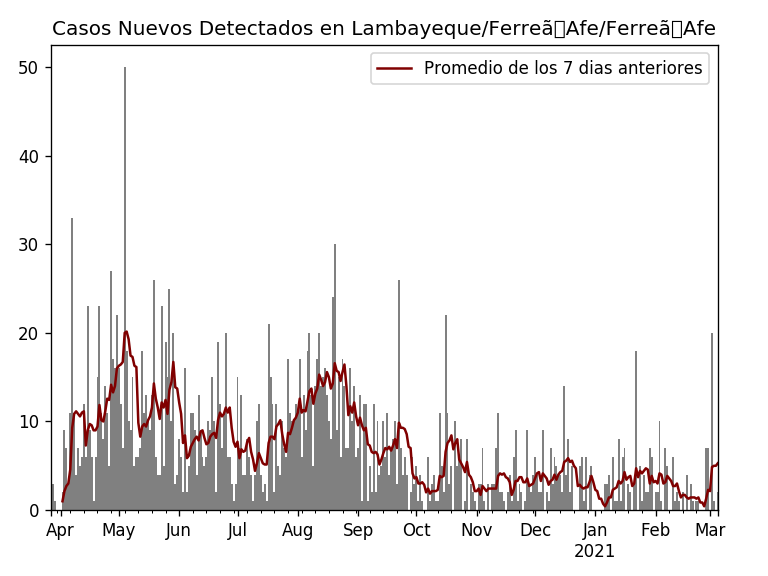 Casos Nuevos Detectados en Lambayeque/Ferreã▯Afe/Ferreã▯Afe
Promedio de los 7 dias anteriores
50
40
30
20
10
0
Apr May Jun Jul Aug Sep Oct Nov Dec Jan Feb Mar
2021